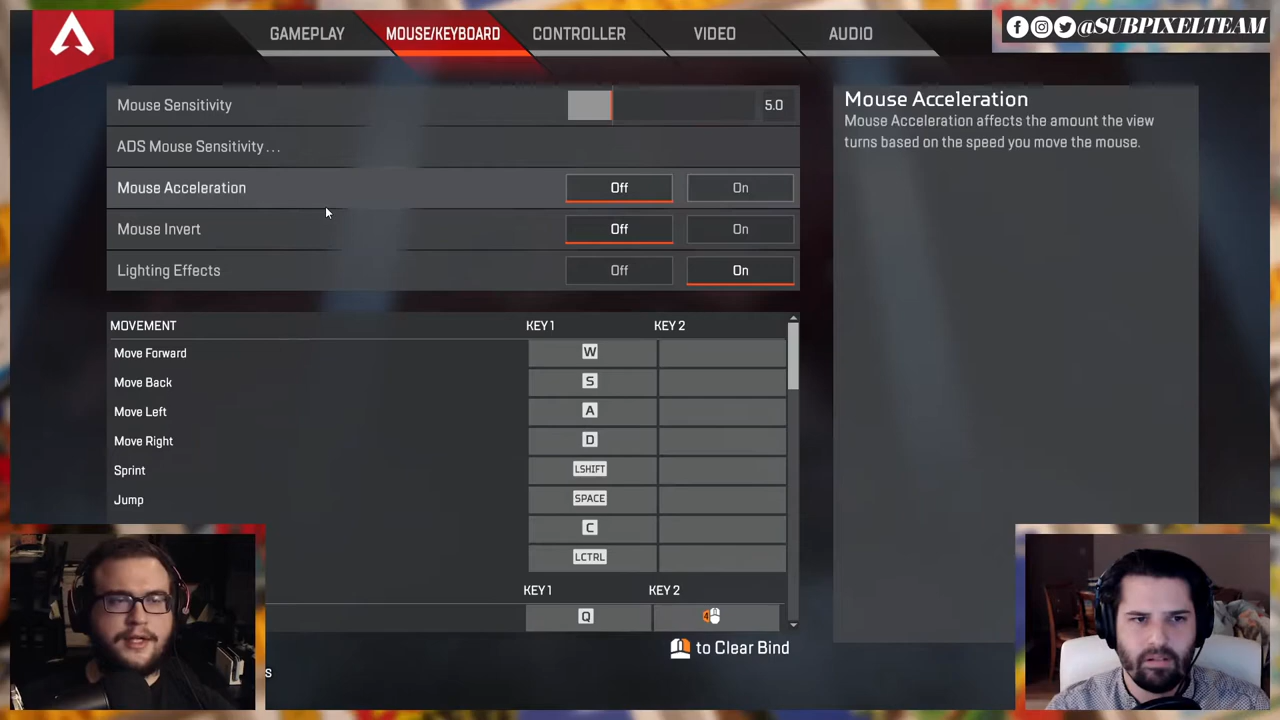 GAMEPLAY MOUSE/KEYBOARD CONTROLLER VIDEO AUDIO
@SUBPIXELTEAM
Mouse Sensitivity 5.0
ADS Mouse Sensitivity...
Mouse Acceleration Off On
Mouse Invert Off On
Lighting Effects Off On
Mouse Acceleration
Mouse Acceleration affects the amount the view
turns based on the speed you move the mouse.
MOVEMENT KEY 1 KEY 2
Move Forward W
Move Back S
Move Left A
Move Right D
Sprint LSHIFT
Jump SPACE
C
LCTRL
KEY 1 KEY 2
Q 4
to Clear Bind
s